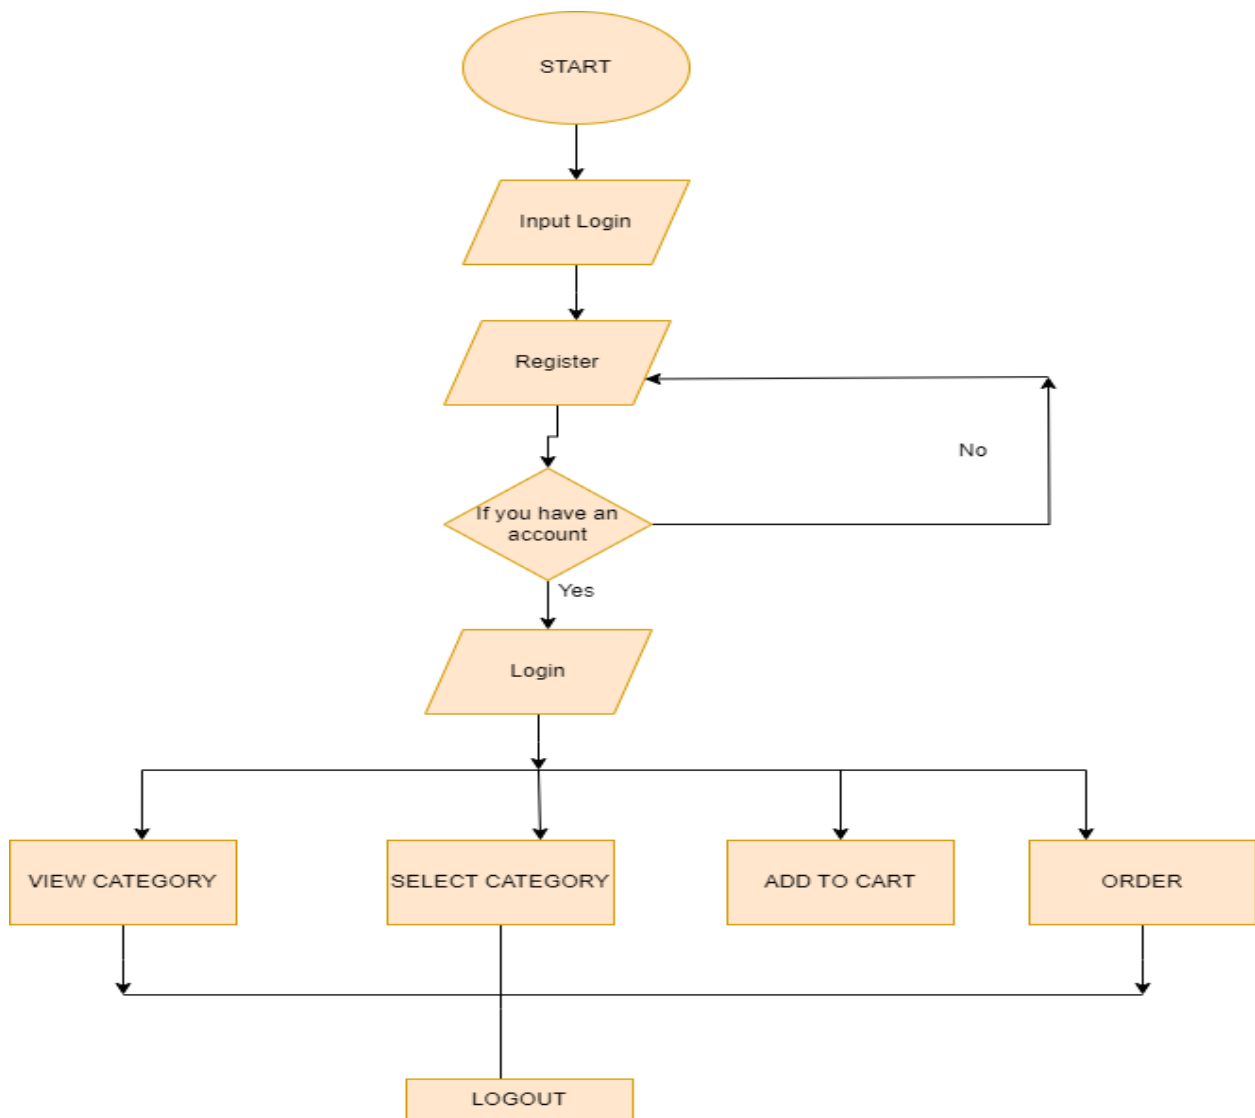 START
Input Login
Register
No
If you have an
account
Yes
Login
VIEW CATEGORY
SELECT CATEGORY
ADD TO CART
ORDER
LOGOUT